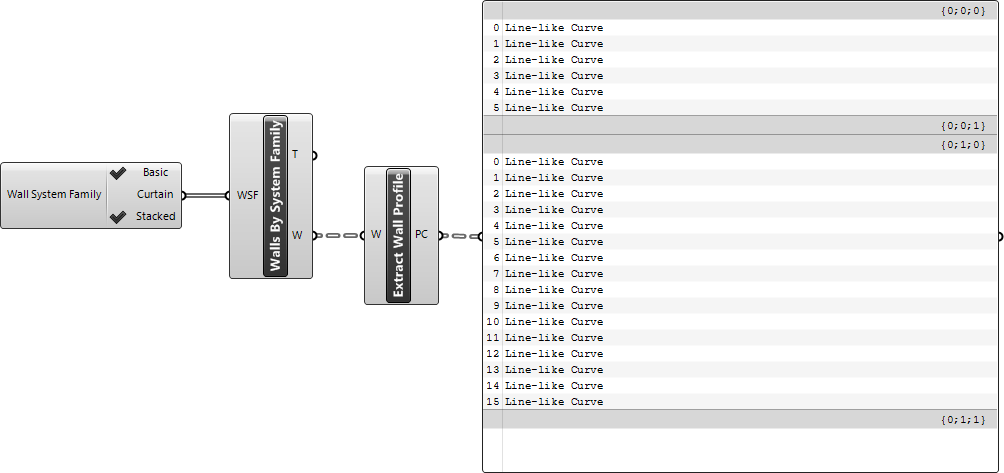 Wall System Family
Basic
Curtain
Stacked
WSF
Walls By System Family
T
W
W
Extract Wall Profile
PC
{0;0;0}
0 Line-like Curve
1 Line-like Curve
2 Line-like Curve
3 Line-like Curve
4 Line-like Curve
5 Line-like Curve
{0;0;1}
{0;1;0}
0 Line-like Curve
1 Line-like Curve
2 Line-like Curve
3 Line-like Curve
4 Line-like Curve
5 Line-like Curve
6 Line-like Curve
7 Line-like Curve
8 Line-like Curve
9 Line-like Curve
10 Line-like Curve
11 Line-like Curve
12 Line-like Curve
13 Line-like Curve
14 Line-like Curve
15 Line-like Curve
{0;1;1}